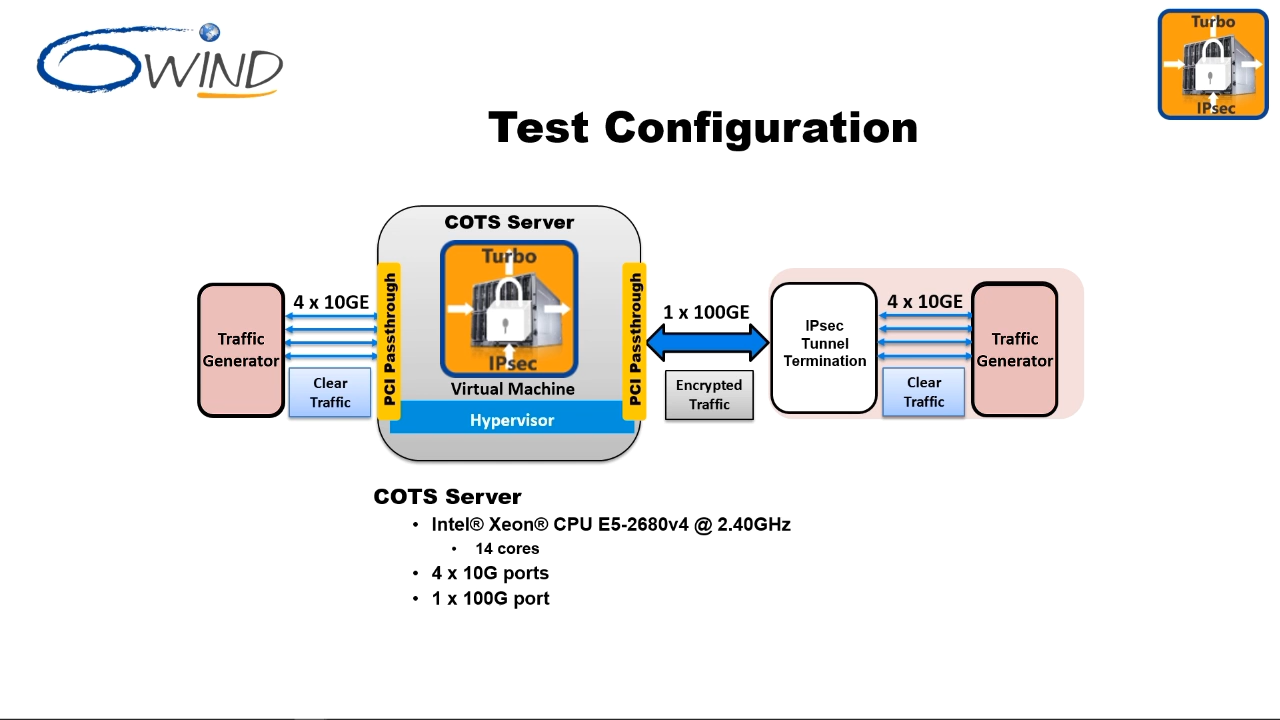 6WIND
Turbo
IPsec
Test Configuration
COTS Server
Turbo
IPsec
Virtual Machine
Hypervisor
PCI Passthrough
PCI Passthrough
Traffic
Generator
4 x 10GE
Clear
Traffic
1 x 100GE
Encrypted
Traffic
IPsec
Tunnel
Termination
4 x 10GE
Clear
Traffic
Traffic
Generator
COTS Server
• Intel® Xeon® CPU E5-2680v4 @ 2.40GHz
• 14 cores
• 4 x 10G ports
• 1 x 100G port